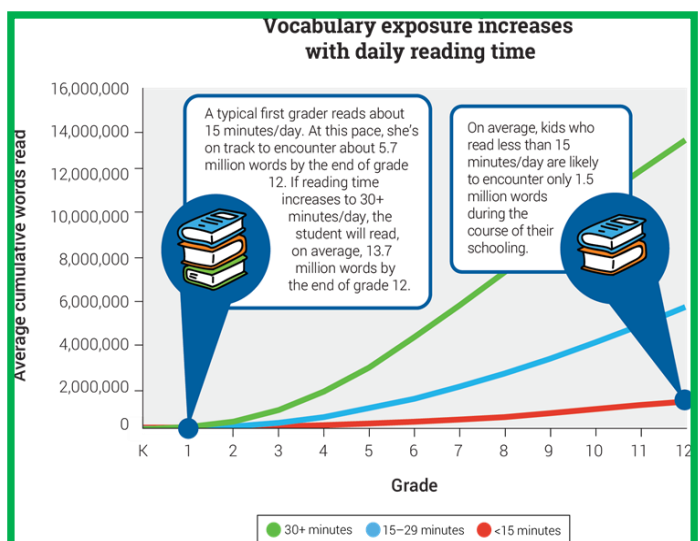 Vocabulary exposure increases
with daily reading time
16,000,000
14,000,000
12,000,000
10,000,000
8,000,000
6,000,000
4,000,000
2,000,000
0
Average cumulative words read
A typical first grader reads about
15 minutes/day. At this pace, she's
on track to encounter about 5.7
million words by the end of grade
12. If reading time
increases to 30+
minutes/day, the
student will read,
on average, 13.7
million words by
the end of grade 12.
On average, kids who
read less than 15
minutes/day are likely
to encounter only 1.5
million words
during the
course of their
schooling.
K 1 2 3 4 5 6 7 8 9 10 11 12
Grade
30+ minutes 15–29 minutes <15 minutes